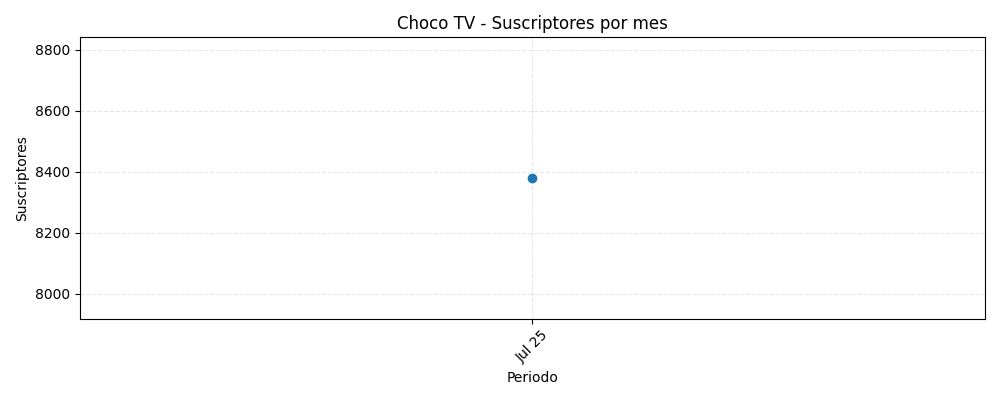 Choco TV - Suscriptores por mes
8800
8600
8400
8200
8000
Suscriptores
Jul 25
Periodo